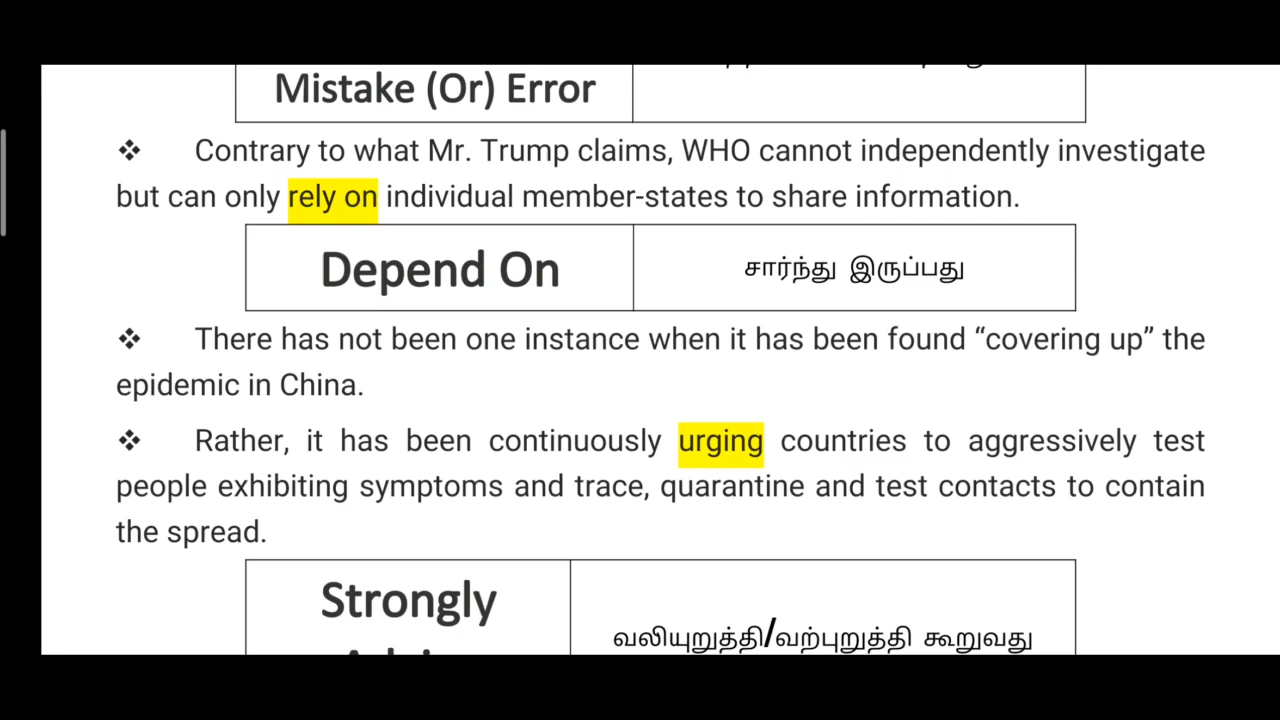 Mistake (Or) Error
❖ Contrary to what Mr. Trump claims, WHO cannot independently investigate
but can only rely on individual member-states to share information.
Depend On சார்ந்து இருப்பது
❖ There has not been one instance when it has been found “covering up” the
epidemic in China.
❖ Rather, it has been continuously urging countries to aggressively test
people exhibiting symptoms and trace, quarantine and test contacts to contain
the spread.
Strongly
வலியுறுத்தி/வற்புறுத்தி கூறுவது